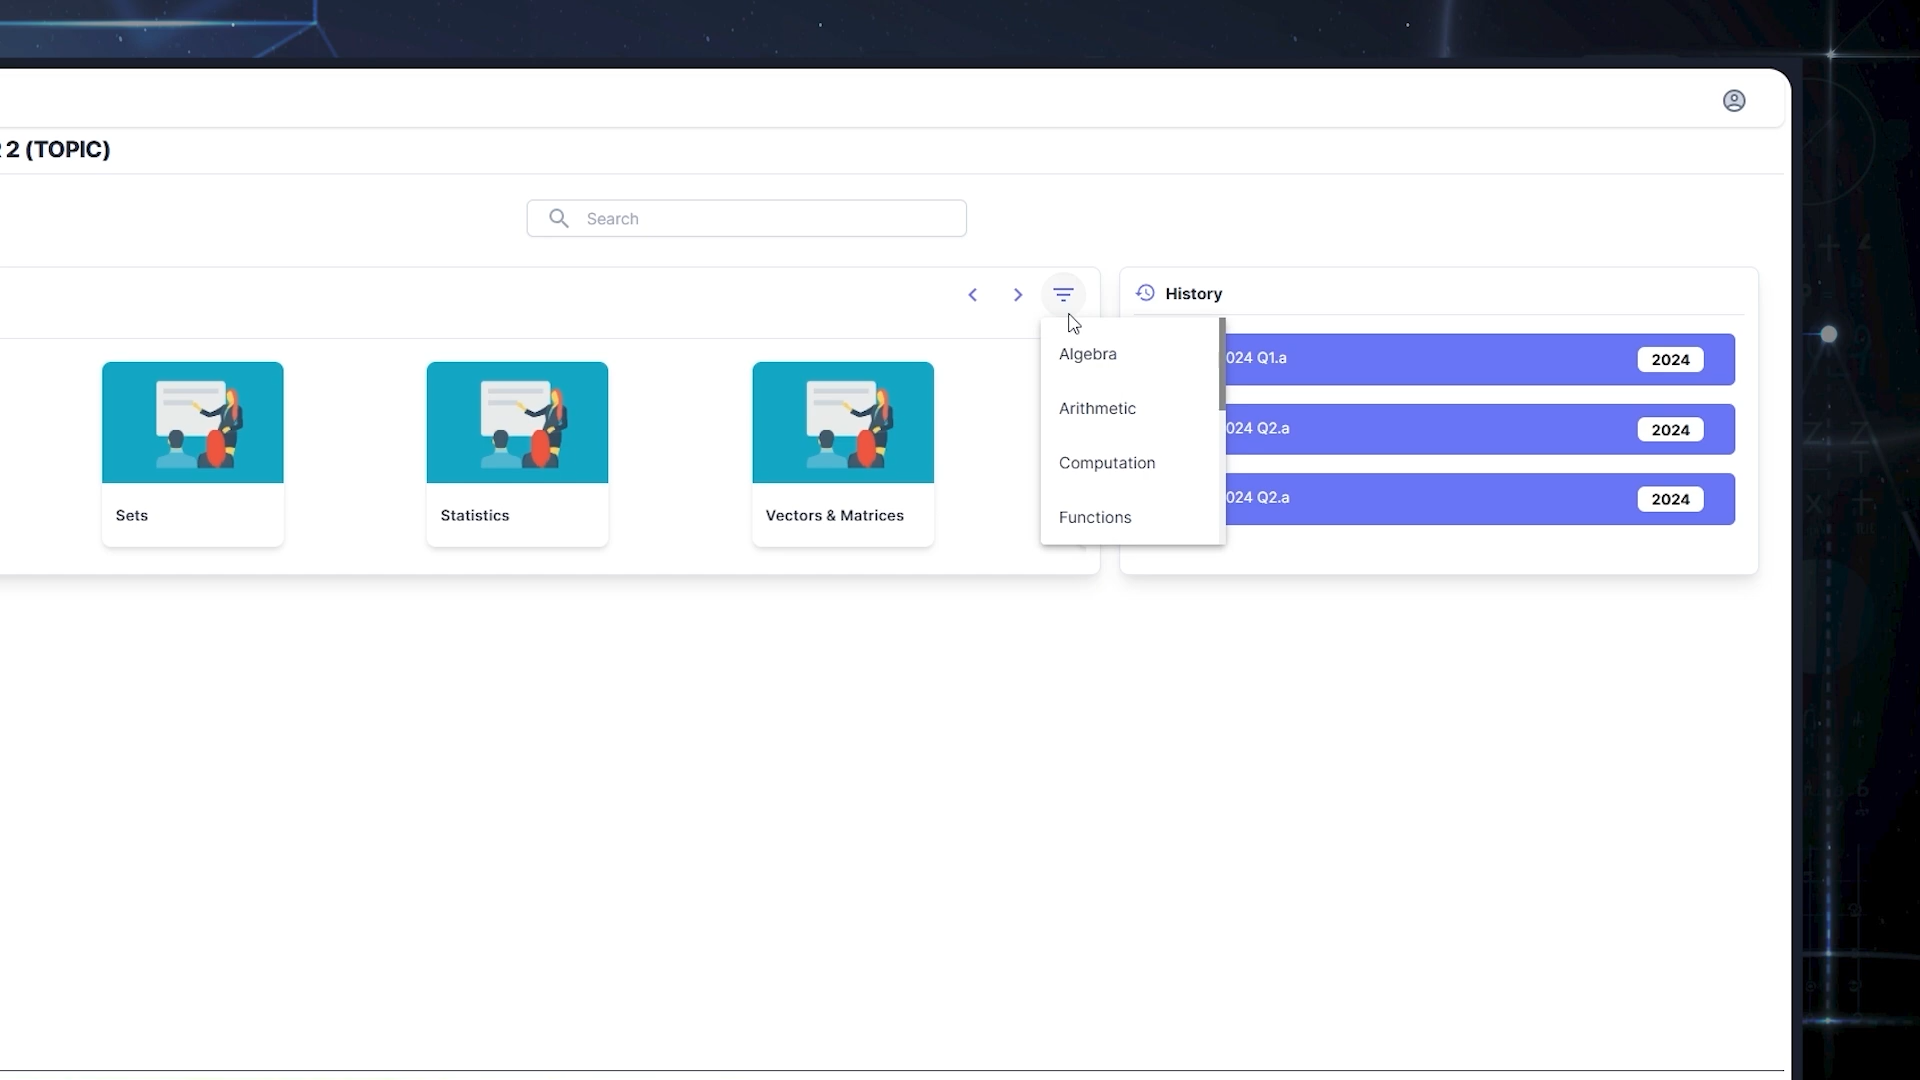 2 (TOPIC)
Search
History
Algebra
Arithmetic
Computation
Functions
024 Q1.a
2024
024 Q2.a
2024
024 Q2.a
2024
Sets
Statistics
Vectors & Matrices